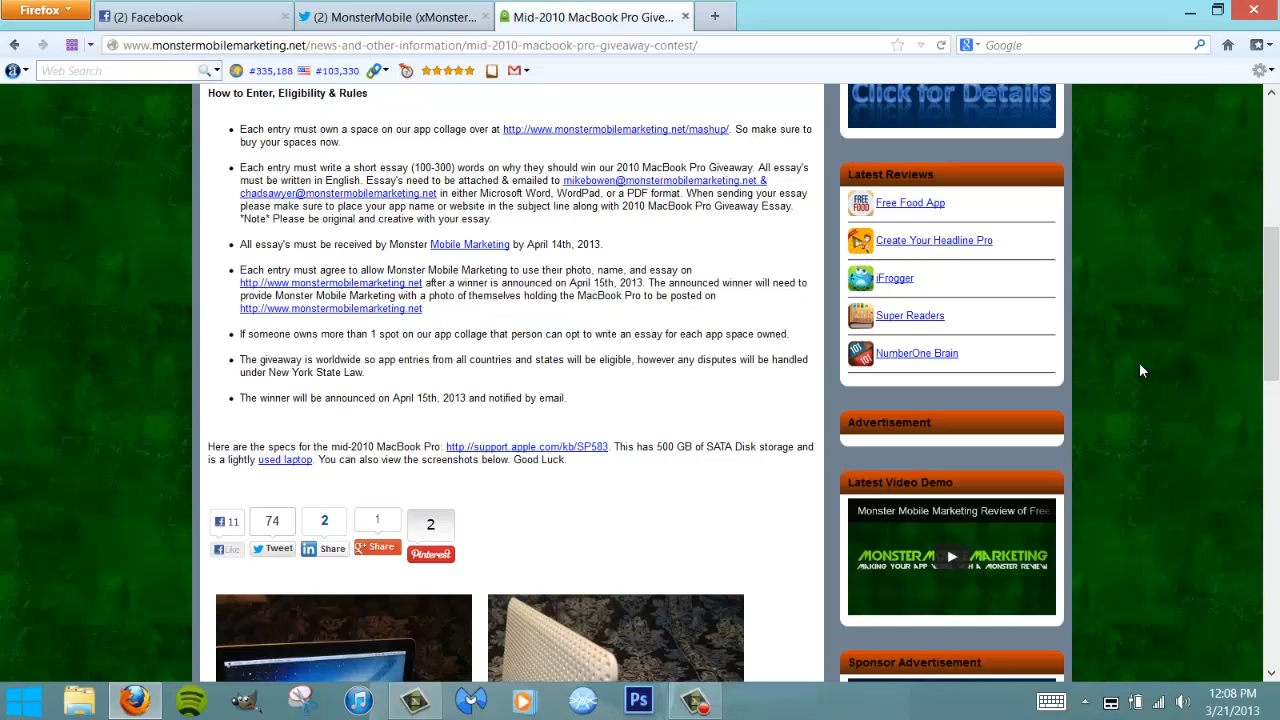 Firefox
(2) Facebook
(2) MonsterMobile (xMonster...
Mid-2010 MacBook Pro Give...
www.monstermobilemarketing.net/news-and-other-information/mid-2010-macbook-pro-giveaway-contest/
Google
Web Search
#335,188
#103,330
How to Enter, Eligibility & Rules
Each entry must own a space on our app collage over at http://www.monstermobilemarketing.net/mashup/. So make sure to
buy your spaces now.
Each entry must write a short essay (100-300) words on why they should win our 2010 MacBook Pro Giveaway. All essay's
must be written in English. Essay's need to be attached & emailed to mikebowen@monstermobilemarketing.net &
chadsawyer@monstermobilemarketing.net in either Microsoft Word, WordPad, or a PDF format. When sending your essay
please make sure to place your app name or website in the subject line along with 2010 MacBook Pro Giveaway Essay.
*Note* Please be original and creative with your essay.
All essay's must be received by Monster Mobile Marketing by April 14th, 2013.
Each entry must agree to allow Monster Mobile Marketing to use their photo, name, and essay on
http://www.monstermobilemarketing.net after a winner is announced on April 15th, 2013. The announced winner will need to
provide Monster Mobile Marketing with a photo of themselves holding the MacBook Pro to be posted on
http://www.monstermobilemarketing.net
If someone owns more than 1 spot on our app collage that person can opt to write an essay for each app space owned.
The giveaway is worldwide so app entries from all countries and states will be eligible, however any disputes will be handled
under New York State Law.
The winner will be announced on April 15th, 2013 and notified by email.
Here are the specs for the mid-2010 MacBook Pro: http://support.apple.com/kb/SP583. This has 500 GB of SATA Disk storage and
is a lightly used laptop. You can also view the screenshots below. Good Luck.
11
74
2
1
2
Like
Tweet
Share
Share
Pinterest
Click for Details
Latest Reviews
FREE FOOD
Free Food App
Create Your Headline Pro
iFrogger
Super Readers
101
101
NumberOne Brain
Advertisement
Latest Video Demo
Monster Mobile Marketing Review of Free
MONSTERMOBILEMARKETING
MAKING YOUR APP WITH A MONSTER REVIEW
Sponsor Advertisement
Ps
12:08 PM
3/21/2013